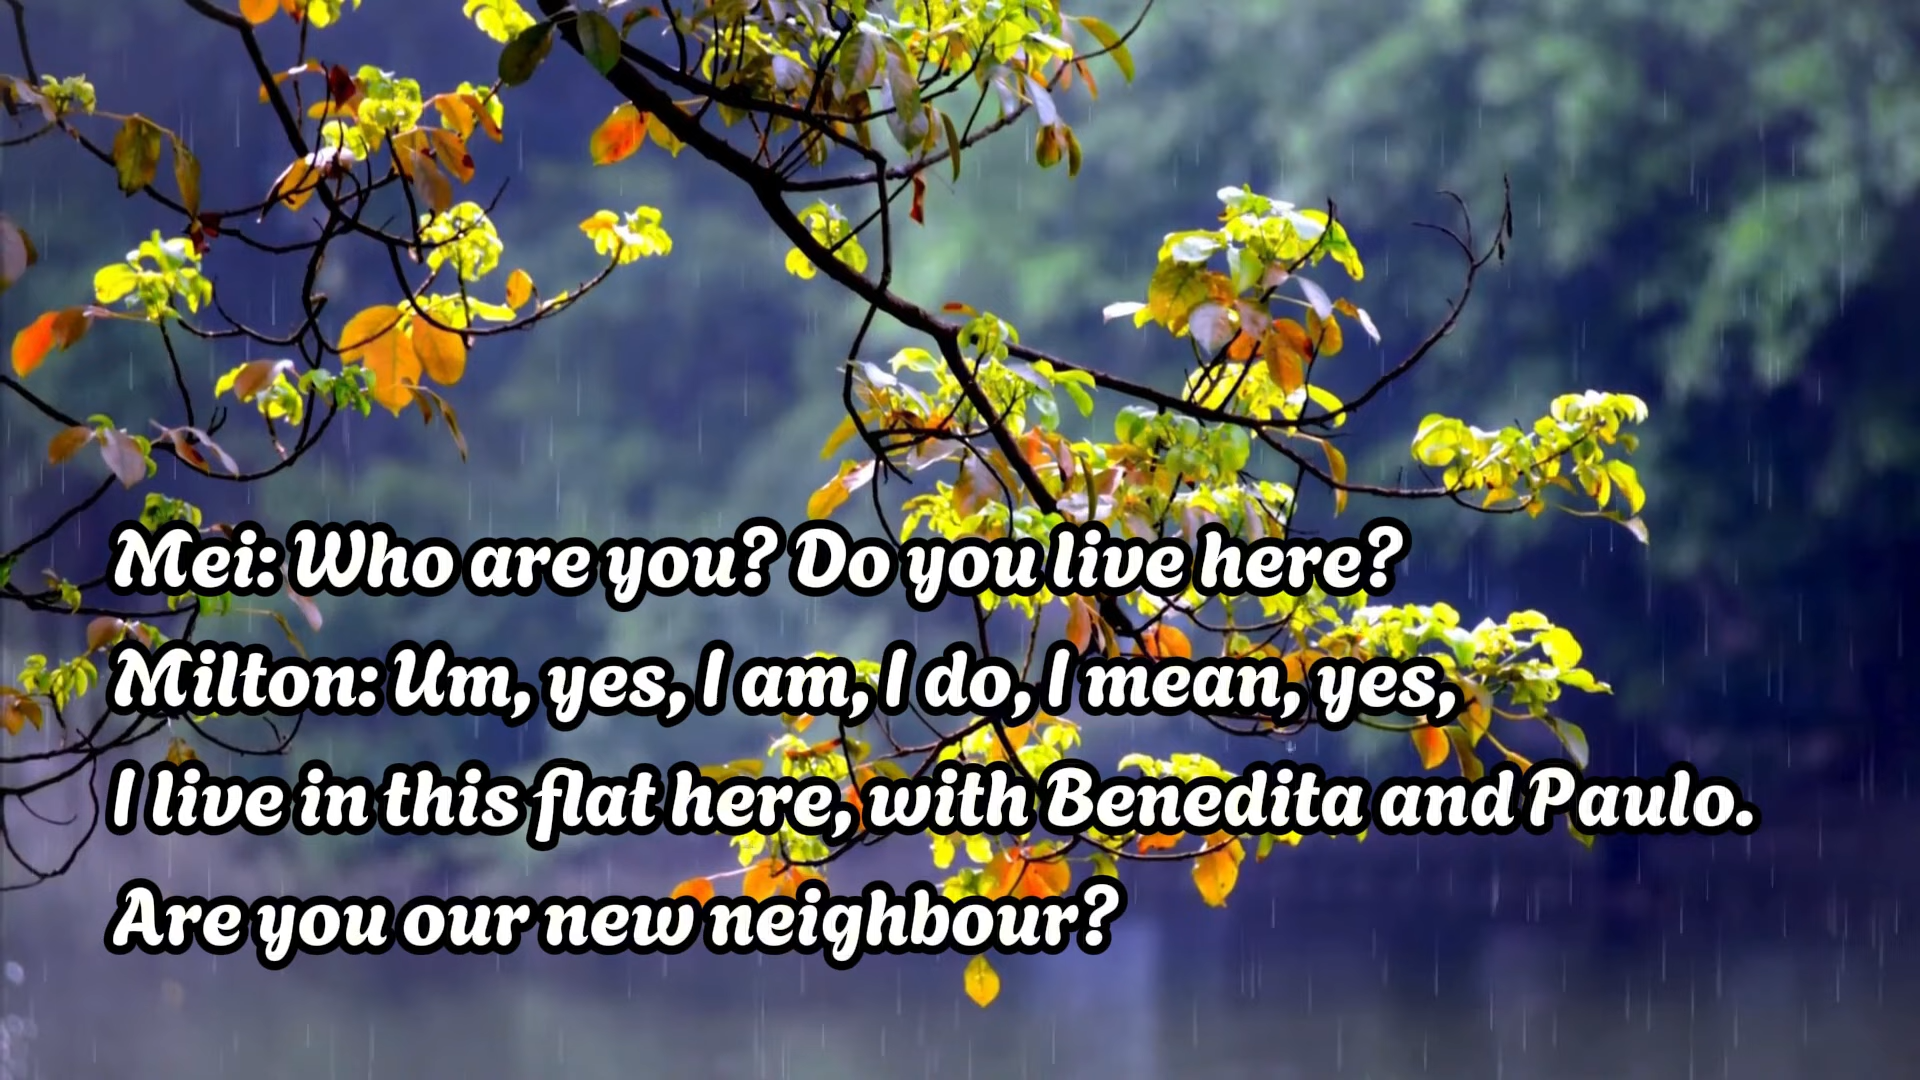 Mei: Who are you? Do you live here?
Milton: Um, yes, I am, I do, I mean, yes,
I live in this flat here, with Benedita and Paulo.
Are you our new neighbour?